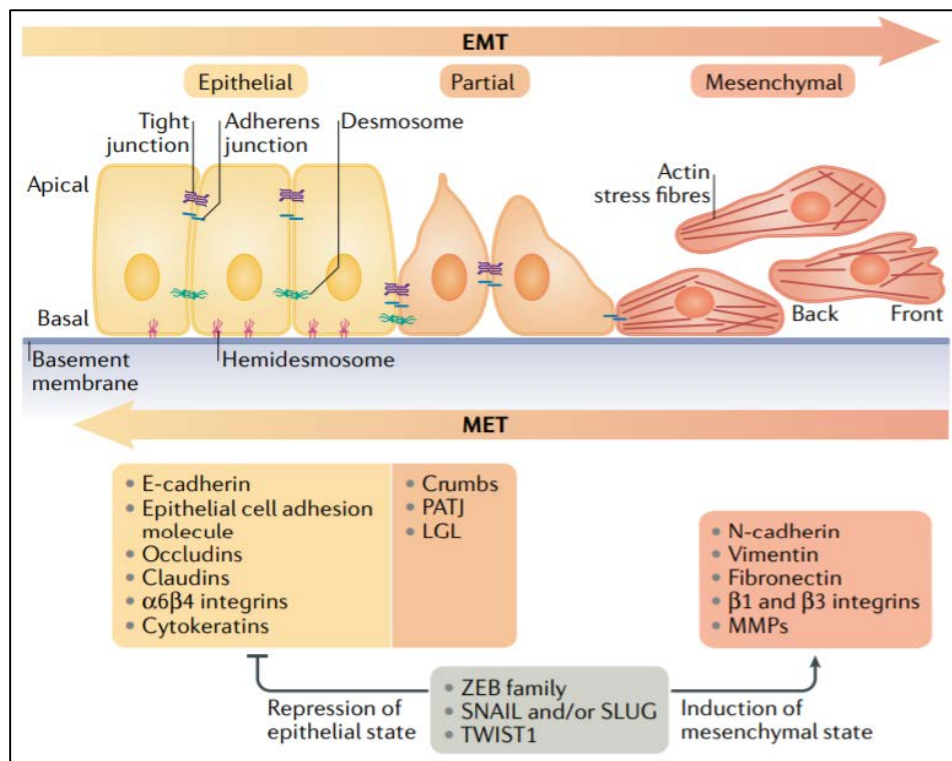 EMT
Epithelial
Partial
Mesenchymal
Tight
junction
Adherens
junction
Desmosome
Apical
Actin
stress fibres
Basal
Back
Front
Basement
membrane
Hemidesmosome
MET
• E-cadherin
• Epithelial cell adhesion
molecule
• Occludins
• Claudins
• α6β4 integrins
• Cytokeratins
• Crumbs
• PATJ
• LGL
• N-cadherin
• Vimentin
• Fibronectin
• β1 and β3 integrins
• MMPs
Repression of
epithelial state
• ZEB family
• SNAIL and/or SLUG
• TWIST1
Induction of
mesenchymal state